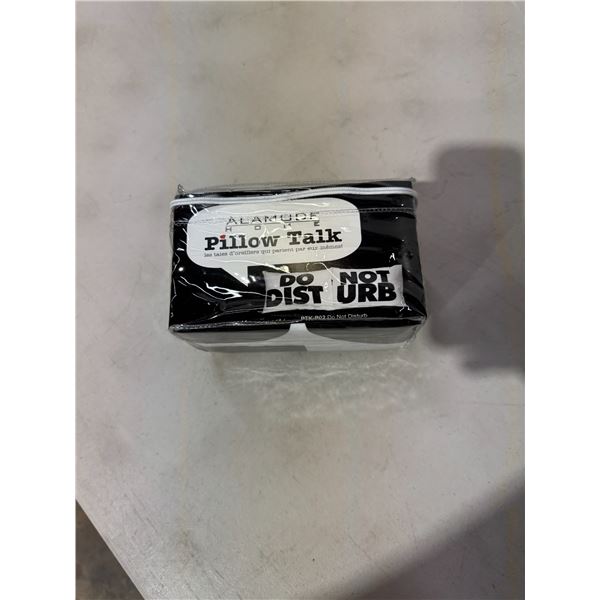 ALAMODE
HOME
Pillow Talk
les taies d'oreillers qui parlent par eux-mêmes!
DO NOT
DIST URB
PTK-P02 Do Not Disturb